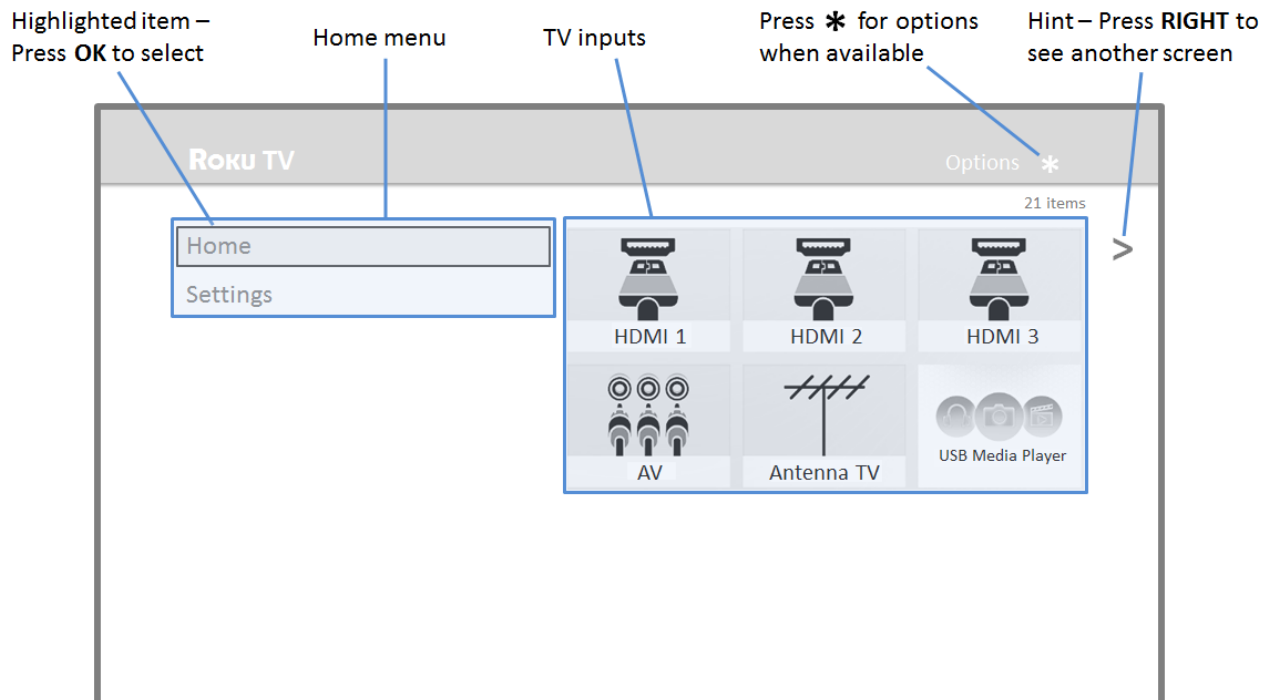 Highlighted item –
Press OK to select
Home menu
TV inputs
Press * for options
when available
Hint – Press RIGHT to
see another screen
ROKU TV
Options *
21 items
Home
Settings
>
HDMI 1
HDMI 2
HDMI 3
AV
Antenna TV
USB Media Player